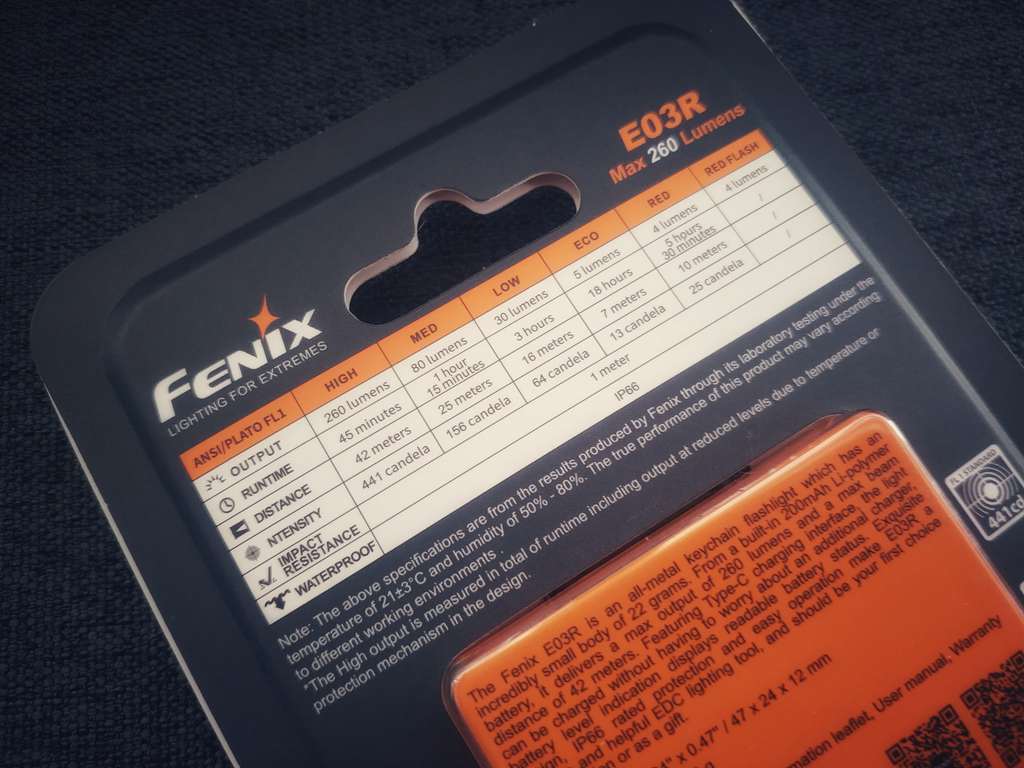 E03R
Max 260 Lumens
FENIX
LIGHTING FOR EXTREMES
ANSI/PLATO FL1 HIGH MED LOW ECO RED RED FLASH
OUTPUT 260 lumens 80 lumens 30 lumens 5 lumens 4 lumens 4 lumens
RUNTIME 45 minutes 1 hour 15 minutes 3 hours 18 hours 5 hours 30 minutes /
DISTANCE 42 meters 25 meters 16 meters 7 meters 10 meters /
NTENSITY 441 candela 156 candela 64 candela 13 candela 25 candela /
IMPACT RESISTANCE 1 meter
WATERPROOF IP66
Note: The above specifications are from the results produced by Fenix through its laboratory testing under the
temperature of 21±3°C and humidity of 50% - 80%. The true performance of this product may vary according
to different working environments .
*The High output is measured in total of runtime including output at reduced levels due to temperature or
protection mechanism in the design.
FL 1 STANDARD
441cd
The Fenix E03R is an all-metal keychain flashlight which has an
incredibly small body of 22 grams. From a built-in 200mAh Li-polymer
battery, it delivers a max output of 260 lumens and a max beam
distance of 42 meters. Featuring Type-C charging interface, the light
can be charged without having to worry about an additional charger.
battery level indication displays readable battery status. Exquisite
IP66 rated protection and easy operation make E03R a
and helpful EDC lighting tool, and should be your first choice
or as a gift.
x 0.47" / 47 x 24 x 12 mm
leaflet, User manual, Warranty